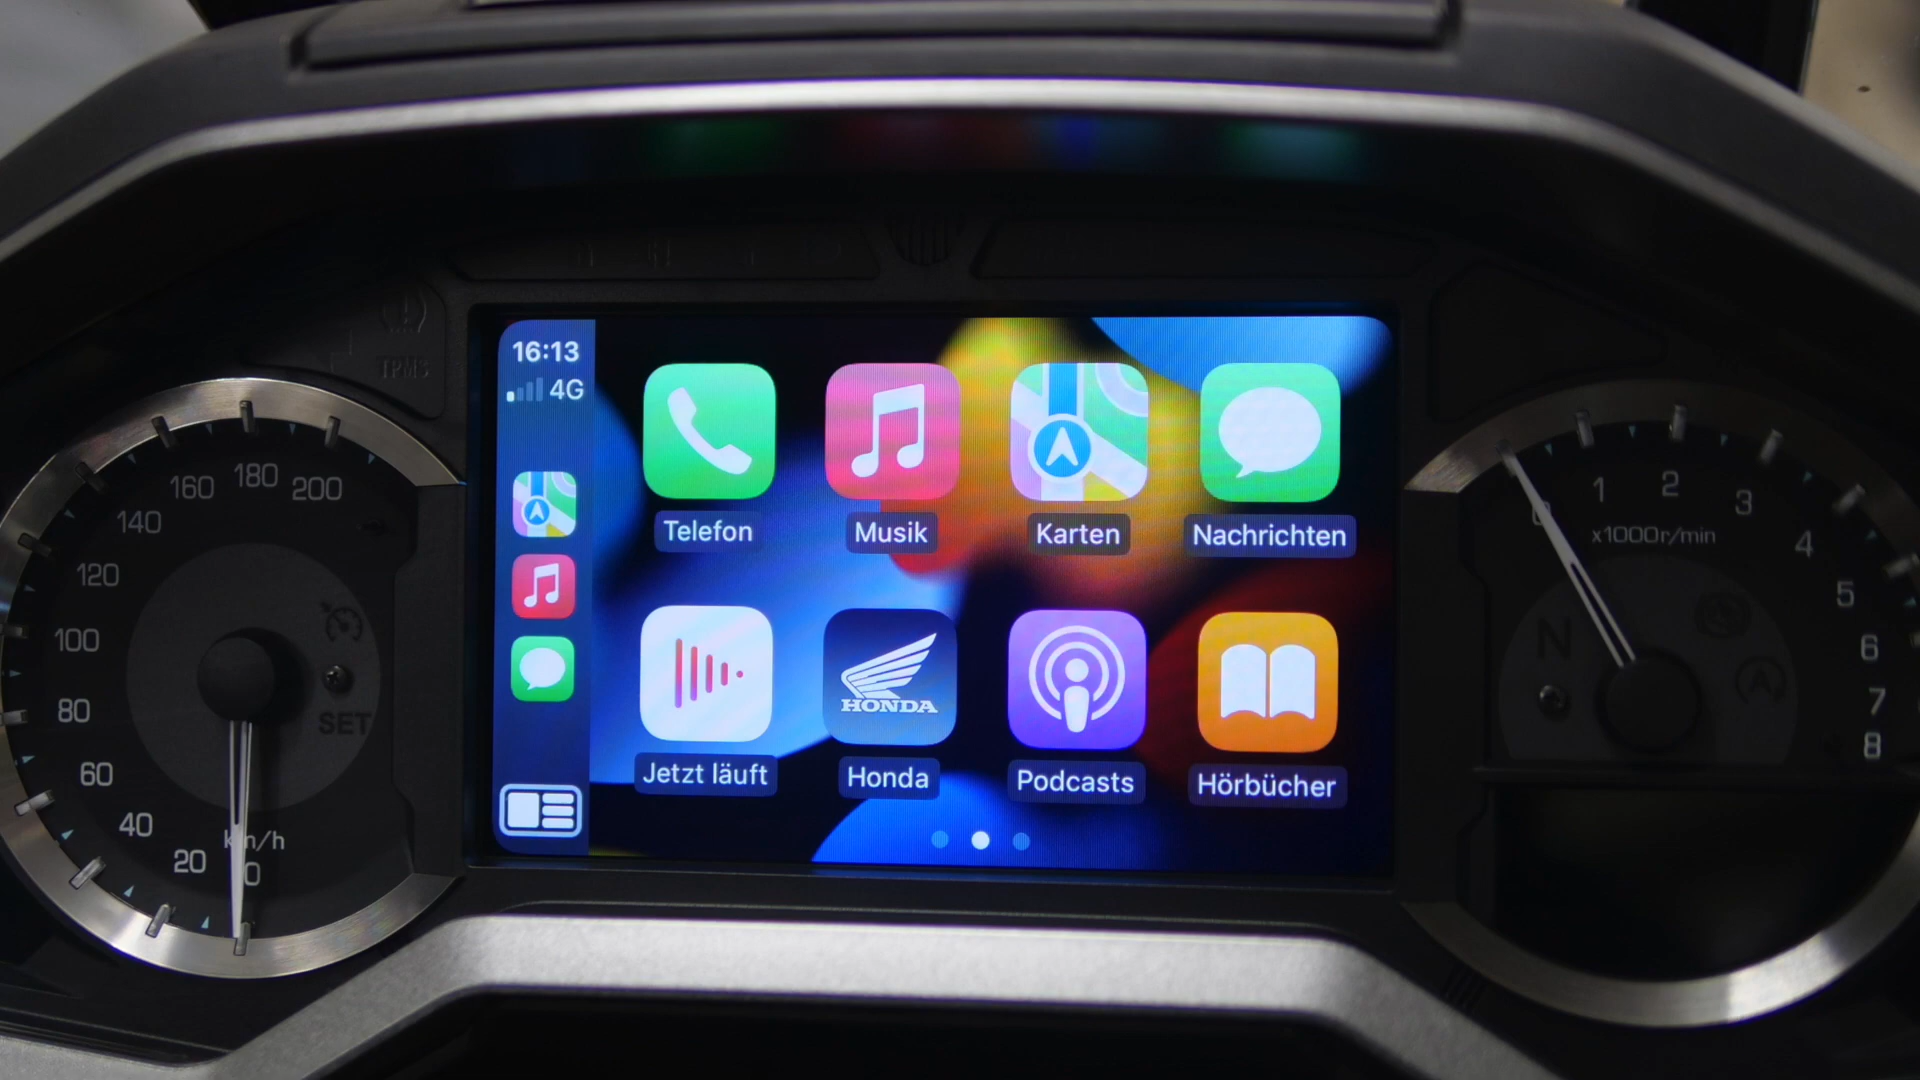 TPMS
16:13
4G
Telefon
Musik
Karten
Nachrichten
HONDA
Jetzt läuft
Honda
Podcasts
Hörbücher
200
180
160
140
120
100
80
60
40
20
0
km/h
SET
0
1
2
3
4
5
6
7
8
x1000r/min
N